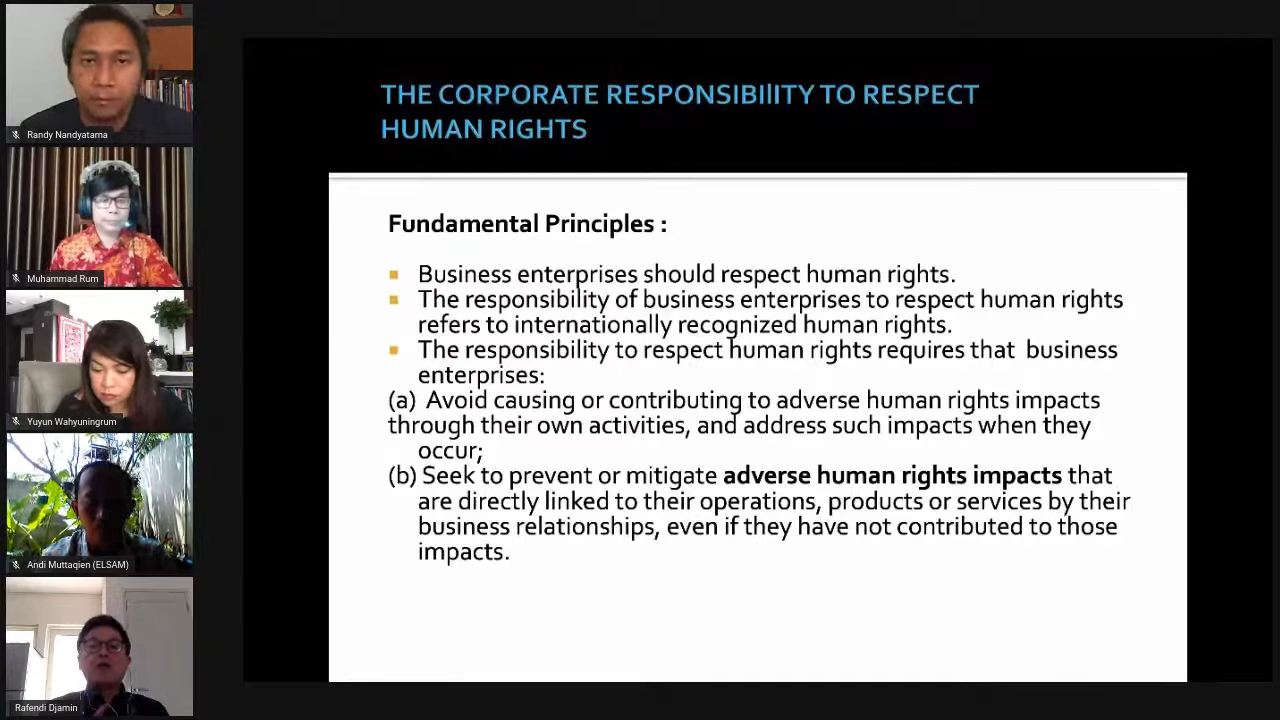 Randy Nandyatama
Muhammad Rum
Yuyun Wahyuningrum
Andi Muttaqien (ELSAM)
Rafendi Djamin
THE CORPORATE RESPONSIBIlITY TO RESPECT
HUMAN RIGHTS
Fundamental Principles :
▪ Business enterprises should respect human rights.
▪ The responsibility of business enterprises to respect human rights
refers to internationally recognized human rights.
▪ The responsibility to respect human rights requires that business
enterprises:
(a) Avoid causing or contributing to adverse human rights impacts
through their own activities, and address such impacts when they
occur;
(b) Seek to prevent or mitigate adverse human rights impacts that
are directly linked to their operations, products or services by their
business relationships, even if they have not contributed to those
impacts.